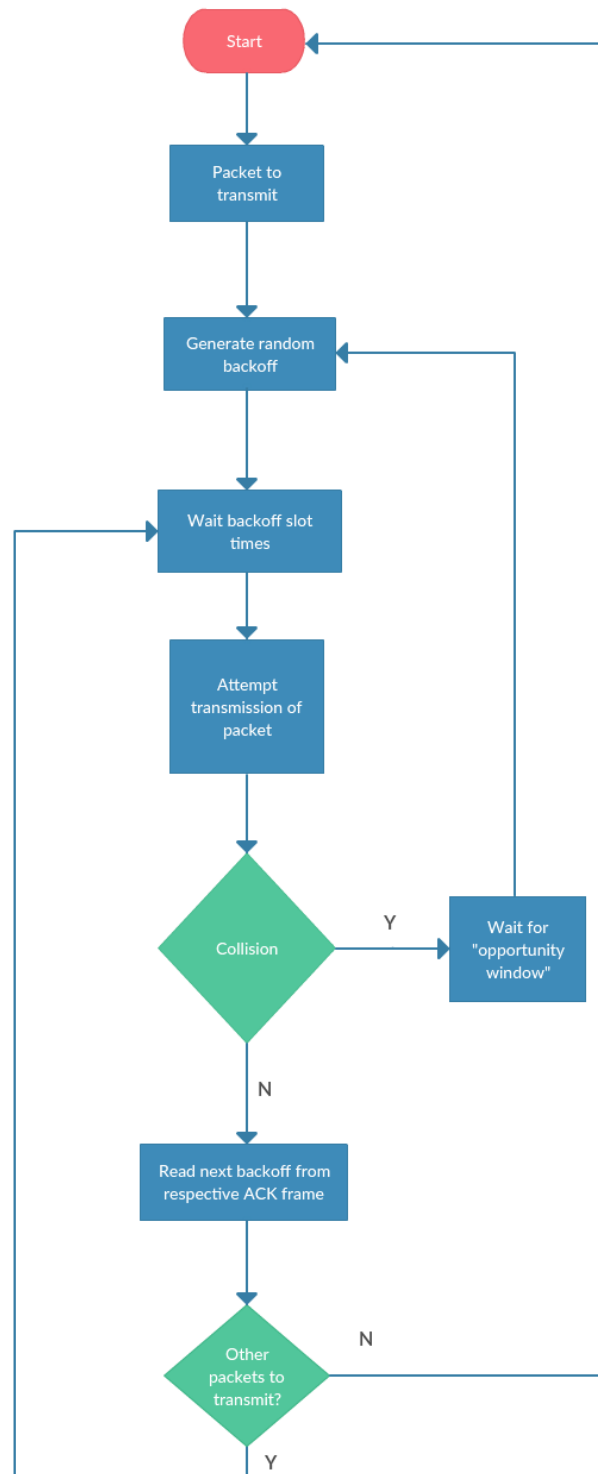 Start
Packet to
transmit
Generate random
backoff
Wait backoff slot
times
Attempt
transmission of
packet
Collision
Y
Wait for
"opportunity
window"
N
Read next backoff from
respective ACK frame
Other
packets to
transmit?
N
Y